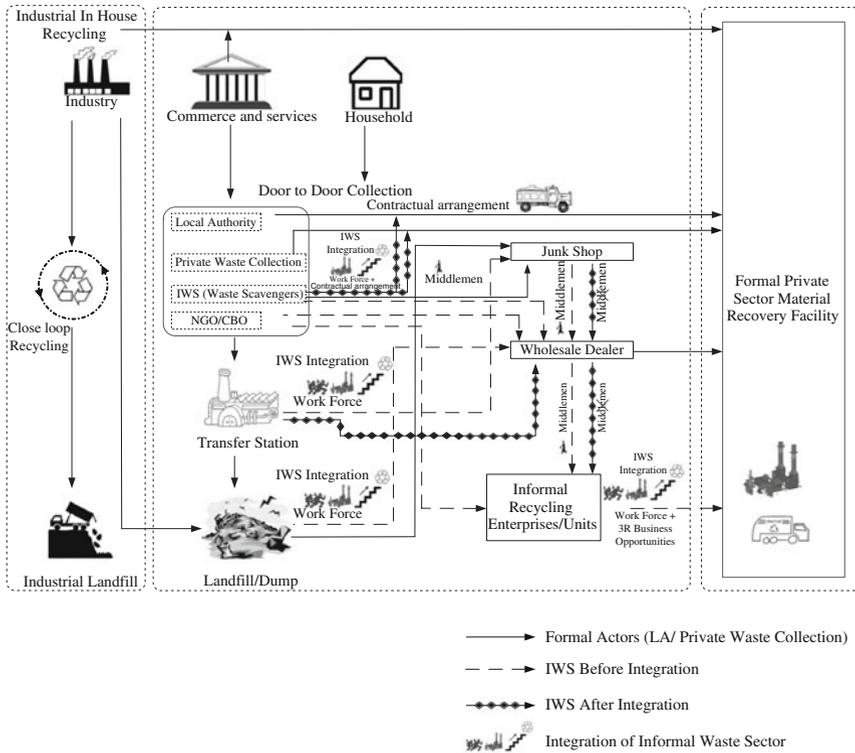 Industrial In House
Recycling
Industry
Close loop
Recycling
Industrial Landfill
Commerce and services
Household
Door to Door Collection
Contractual arrangement
Local Authority
Private Waste Collection
IWS (Waste Scavengers)
NGO/CBO
IWS
Integration
Work Force +
Contractual arrangement
Middlemen
Junk Shop
Middlemen
Middlemen
Wholesale Dealer
IWS Integration
Work Force
Transfer Station
Middlemen
Middlemen
IWS Integration
Work Force
Landfill/Dump
Informal
Recycling
Enterprises/Units
IWS
Integration
Work Force +
3R Business
Opportunities
Formal Private
Sector Material
Recovery Facility
Formal Actors (LA/ Private Waste Collection)
IWS Before Integration
IWS After Integration
Integration of Informal Waste Sector